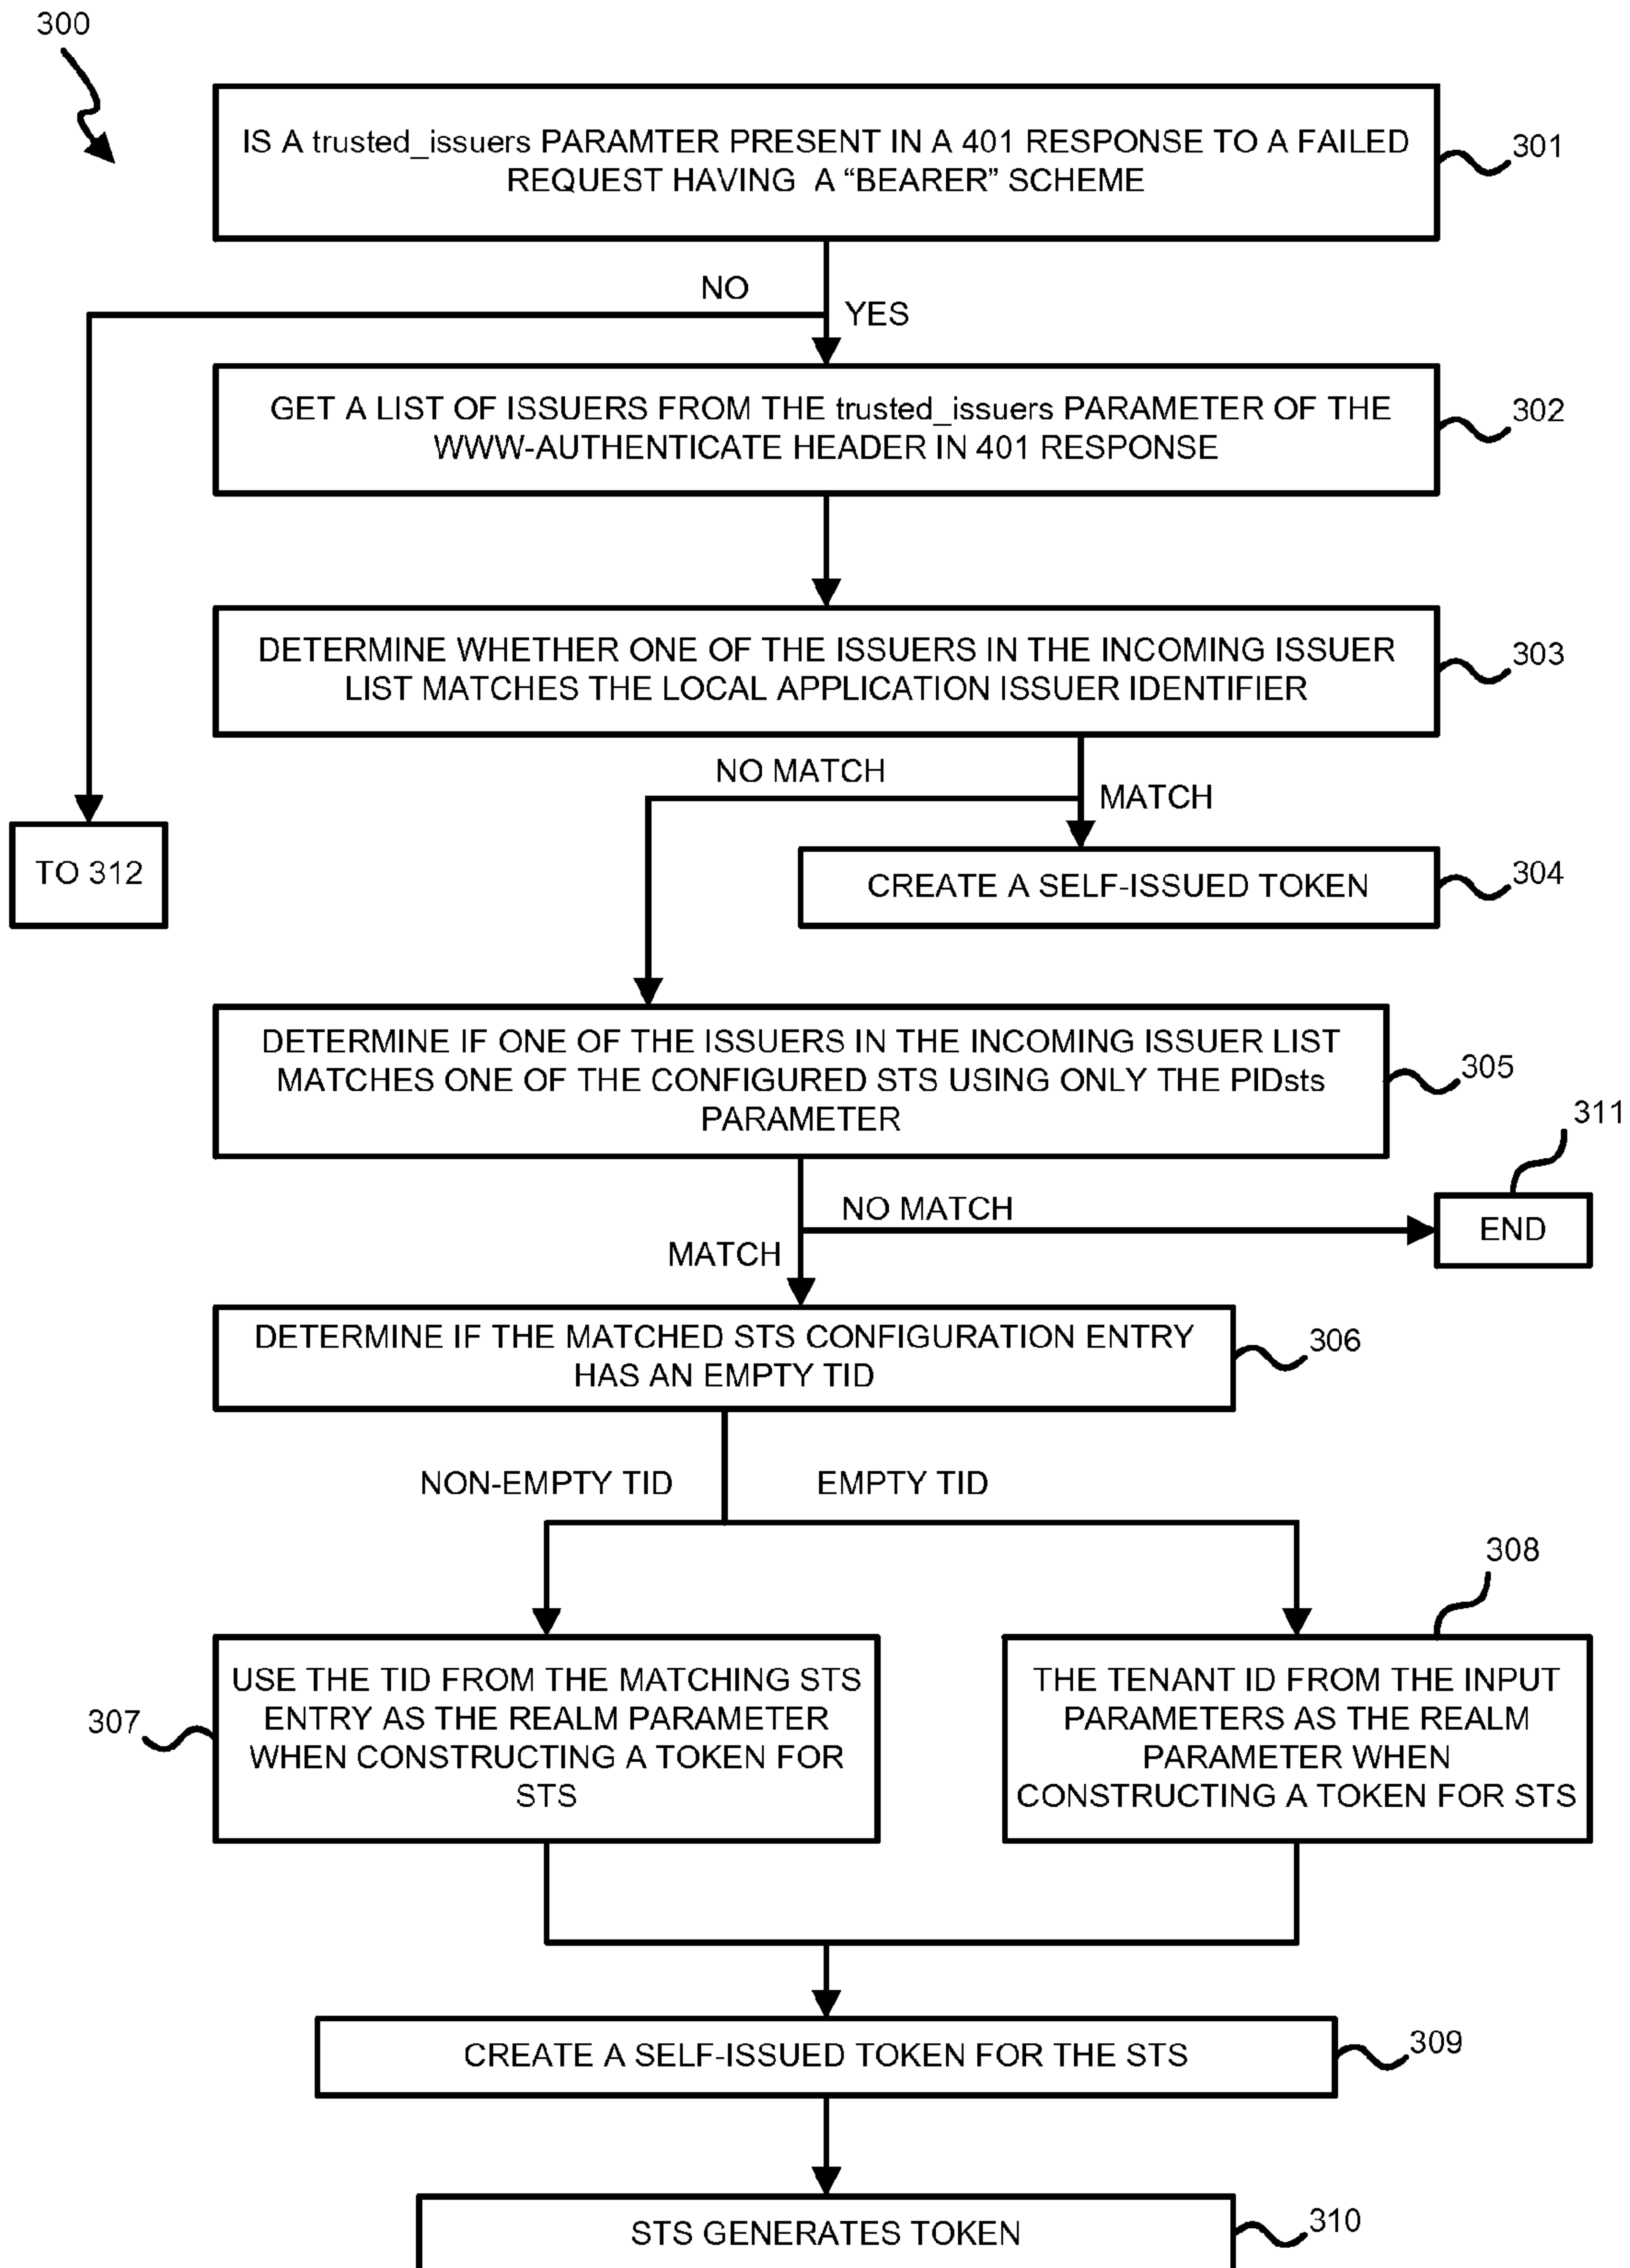 300
IS A trusted_issuers PARAMTER PRESENT IN A 401 RESPONSE TO A FAILED
REQUEST HAVING A “BEARER” SCHEME
301
NO
YES
GET A LIST OF ISSUERS FROM THE trusted_issuers PARAMETER OF THE
WWW-AUTHENTICATE HEADER IN 401 RESPONSE
302
DETERMINE WHETHER ONE OF THE ISSUERS IN THE INCOMING ISSUER
LIST MATCHES THE LOCAL APPLICATION ISSUER IDENTIFIER
303
NO MATCH
MATCH
TO 312
CREATE A SELF-ISSUED TOKEN
304
DETERMINE IF ONE OF THE ISSUERS IN THE INCOMING ISSUER LIST
MATCHES ONE OF THE CONFIGURED STS USING ONLY THE PIDsts
PARAMETER
305
311
NO MATCH
END
MATCH
DETERMINE IF THE MATCHED STS CONFIGURATION ENTRY
HAS AN EMPTY TID
306
NON-EMPTY TID
EMPTY TID
308
USE THE TID FROM THE MATCHING STS
ENTRY AS THE REALM PARAMETER
WHEN CONSTRUCTING A TOKEN FOR
STS
307
THE TENANT ID FROM THE INPUT
PARAMETERS AS THE REALM
PARAMETER WHEN
CONSTRUCTING A TOKEN FOR STS
CREATE A SELF-ISSUED TOKEN FOR THE STS
309
STS GENERATES TOKEN
310